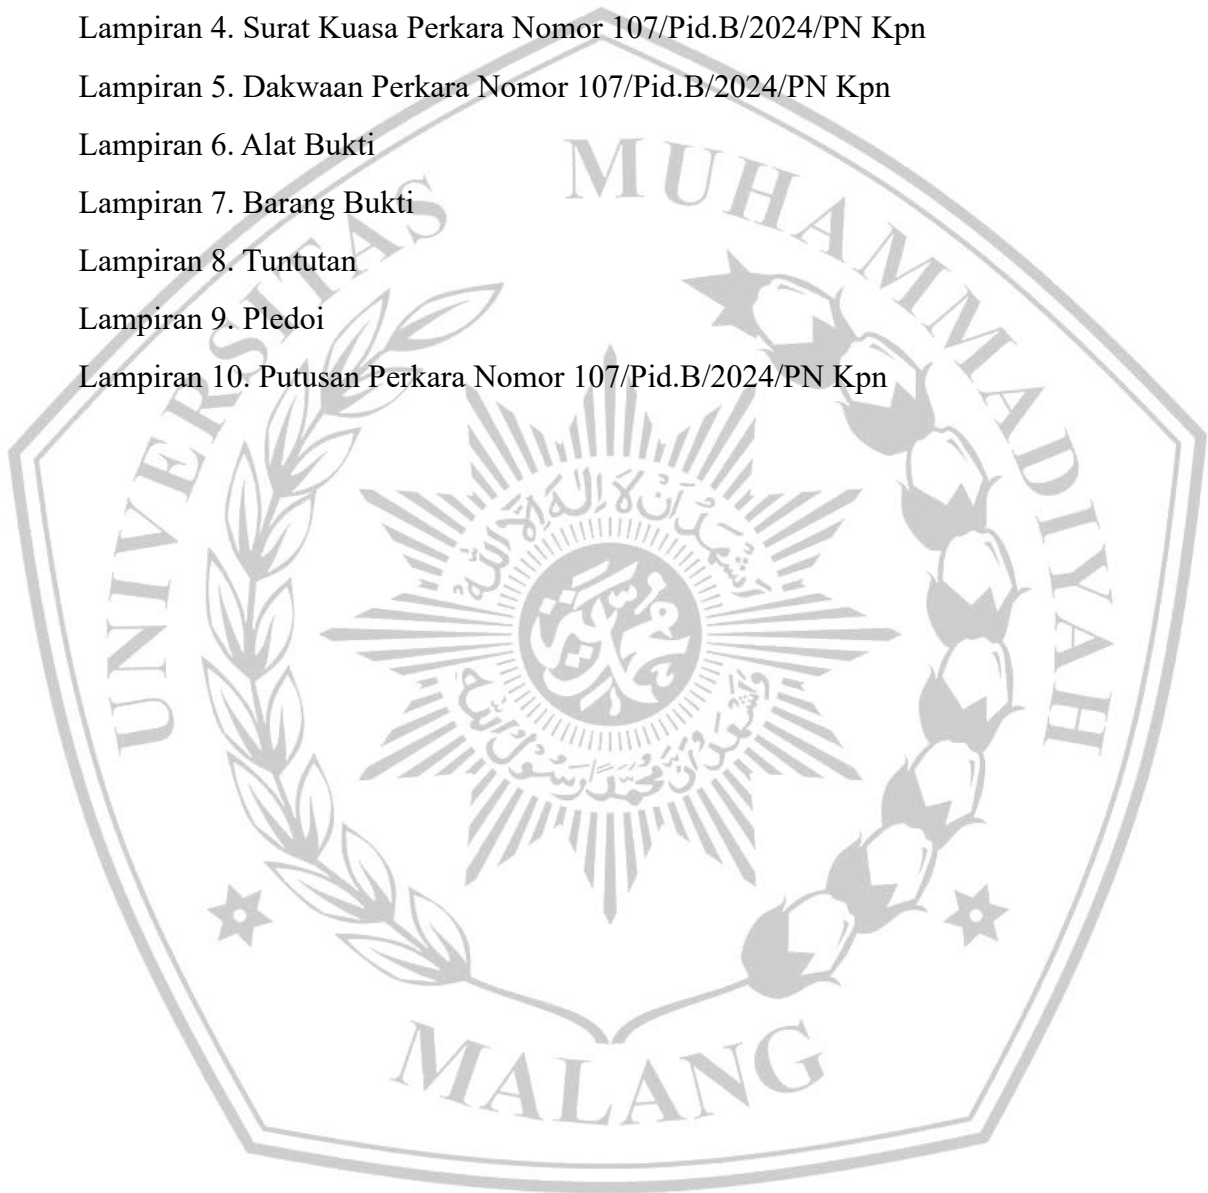 Lampiran 4. Surat Kuasa Perkara Nomor 107/Pid.B/2024/PN Kpn
Lampiran 5. Dakwaan Perkara Nomor 107/Pid.B/2024/PN Kpn
Lampiran 6. Alat Bukti
Lampiran 7. Barang Bukti
Lampiran 8. Tuntutan
Lampiran 9. Pledoi
Lampiran 10. Putusan Perkara Nomor 107/Pid.B/2024/PN Kpn
UNIVERSITAS MUHAMMADIYAH
MALANG